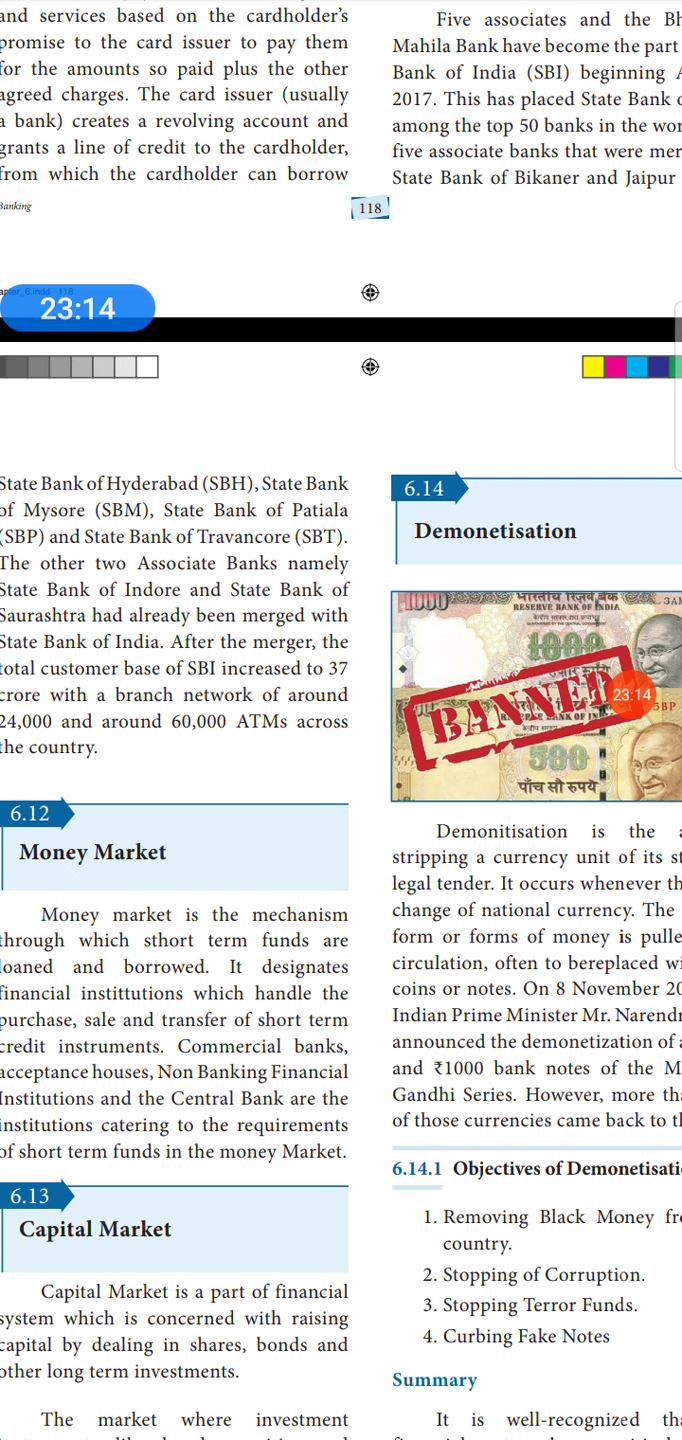 and services based on the cardholder's
promise to the card issuer to pay them
for the amounts so paid plus the other
agreed charges. The card issuer (usually
a bank) creates a revolving account and
grants a line of credit to the cardholder,
from which the cardholder can borrow
Five associates and the
Mahila Bank have become the part
Bank of India (SBI) beginning
2017. This has placed State Bank
among the top 50 banks in the
five associate banks that were
State Bank of Bikaner and Jaipur
Banking
118
23:14
State Bank of Hyderabad (SBH), State Bank
of Mysore (SBM), State Bank of Patiala
(SBP) and State Bank of Travancore (SBT).
The other two Associate Banks namely
State Bank of Indore and State Bank of
Saurashtra had already been merged with
State Bank of India. After the merger, the
total customer base of SBI increased to 37
crore with a branch network of around
24,000 and around 60,000 ATMs across
the country.
6.12
Money Market
Money market is the mechanism
through which sthort term funds are
loaned and borrowed. It designates
financial instittutions which handle the
purchase, sale and transfer of short term
credit instruments. Commercial banks,
acceptance houses, Non Banking Financial
Institutions and the Central Bank are the
institutions catering to the requirements
of short term funds in the money Market.
6.13
Capital Market
Capital Market is a part of financial
system which is concerned with raising
capital by dealing in shares, bonds and
other long term investments.
The market where investment
6.14
Demonetisation
1000
भारतीय रिज़र्व बैंक
RESERVE BANK OF INDIA
1000
BANNED
23:14
500
पाँच सौ रुपये
Demonitisation is the
stripping a currency unit of its
legal tender. It occurs whenever
change of national currency. The
form or forms of money is
circulation, often to bereplaced
coins or notes. On 8 November
Indian Prime Minister Mr.
announced the demonetization of
and ₹1000 bank notes of the
Gandhi Series. However, more
of those currencies came back to
6.14.1 Objectives of
1. Removing Black Money
country.
2. Stopping of Corruption.
3. Stopping Terror Funds.
4. Curbing Fake Notes
Summary
It is well-recognized